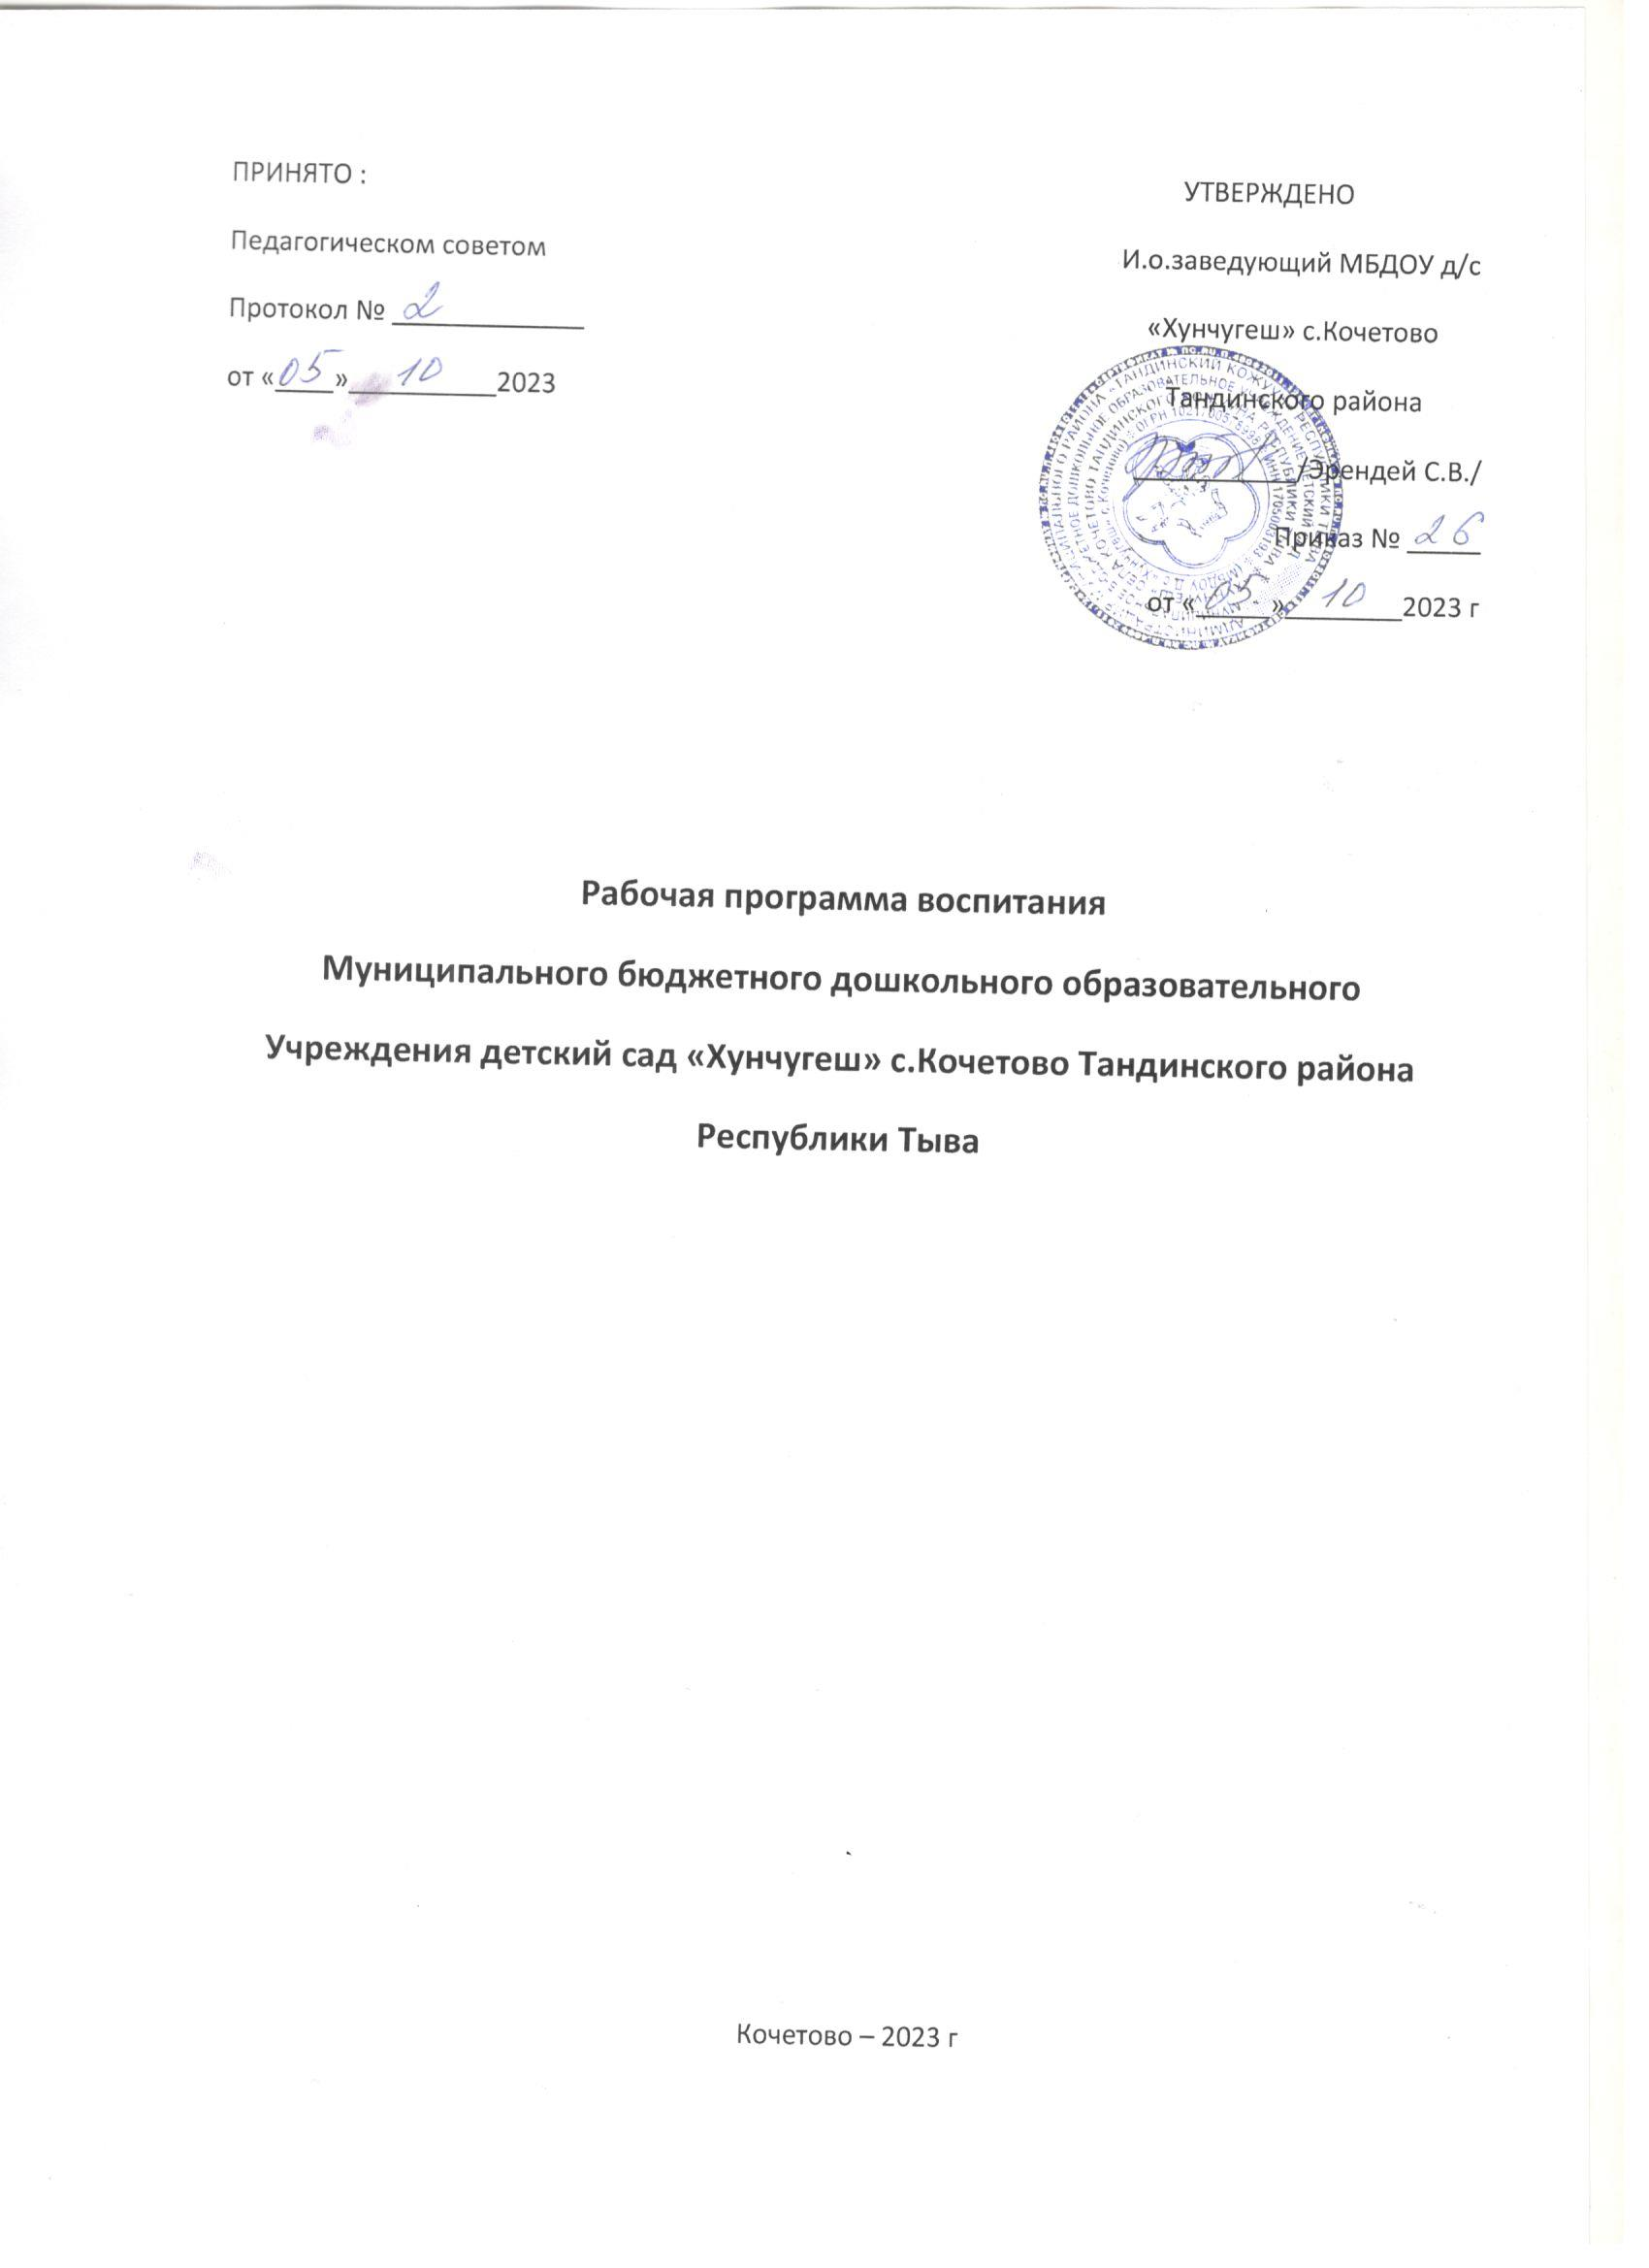 ПРИНЯТО :
Педагогическом советом
Протокол № 2
от «05» 10 2023
УТВЕРЖДЕНО
И.о.заведующий МБДОУ д/с
«Хунчугеш» с.Кочетово
Тандинского района
/Эрендей С.В./
Приказ № 26
от «05» 10 2023 г
Рабочая программа воспитания
Муниципального бюджетного дошкольного образовательного
Учреждения детский сад «Хунчугеш» с.Кочетово Тандинского района
Республики Тыва
Кочетово – 2023 г